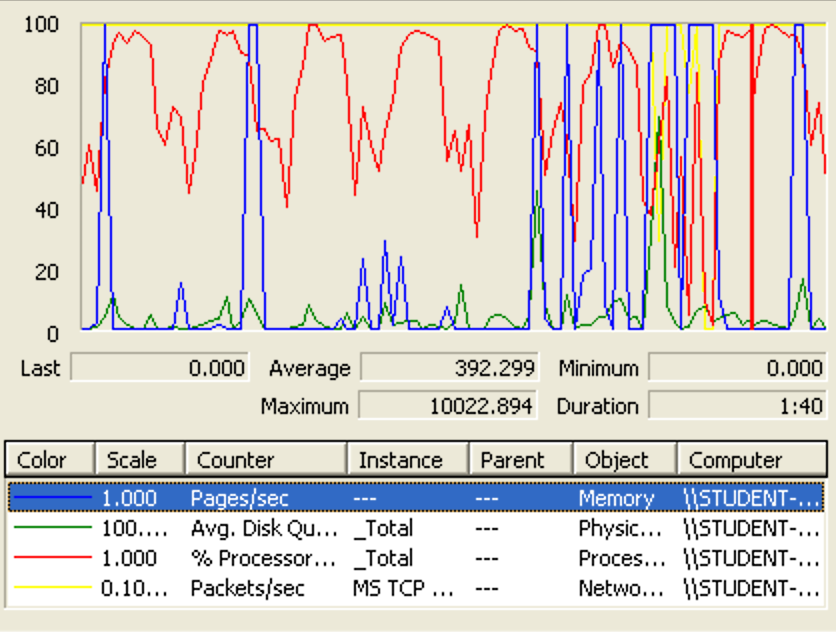 100
80
60
40
20
0
Last 0.000 Average 392.299 Minimum 0.000
Maximum 10022.894 Duration 1:40
Color Scale Counter Instance Parent Object Computer
1.000 Pages/sec --- --- Memory \\STUDENT-...
100.... Avg. Disk Qu... _Total --- Physic... \\STUDENT-...
1.000 % Processor... _Total --- Proces... \\STUDENT-...
0.10... Packets/sec MS TCP ... --- Netwo... \\STUDENT-...